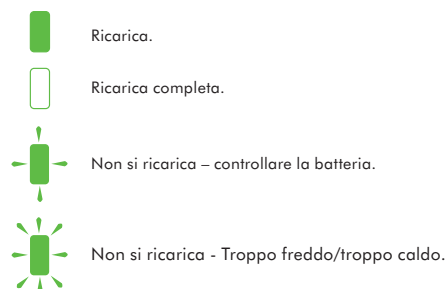 Ricarica.
Ricarica completa.
Non si ricarica – controllare la batteria.
Non si ricarica - Troppo freddo/troppo caldo.